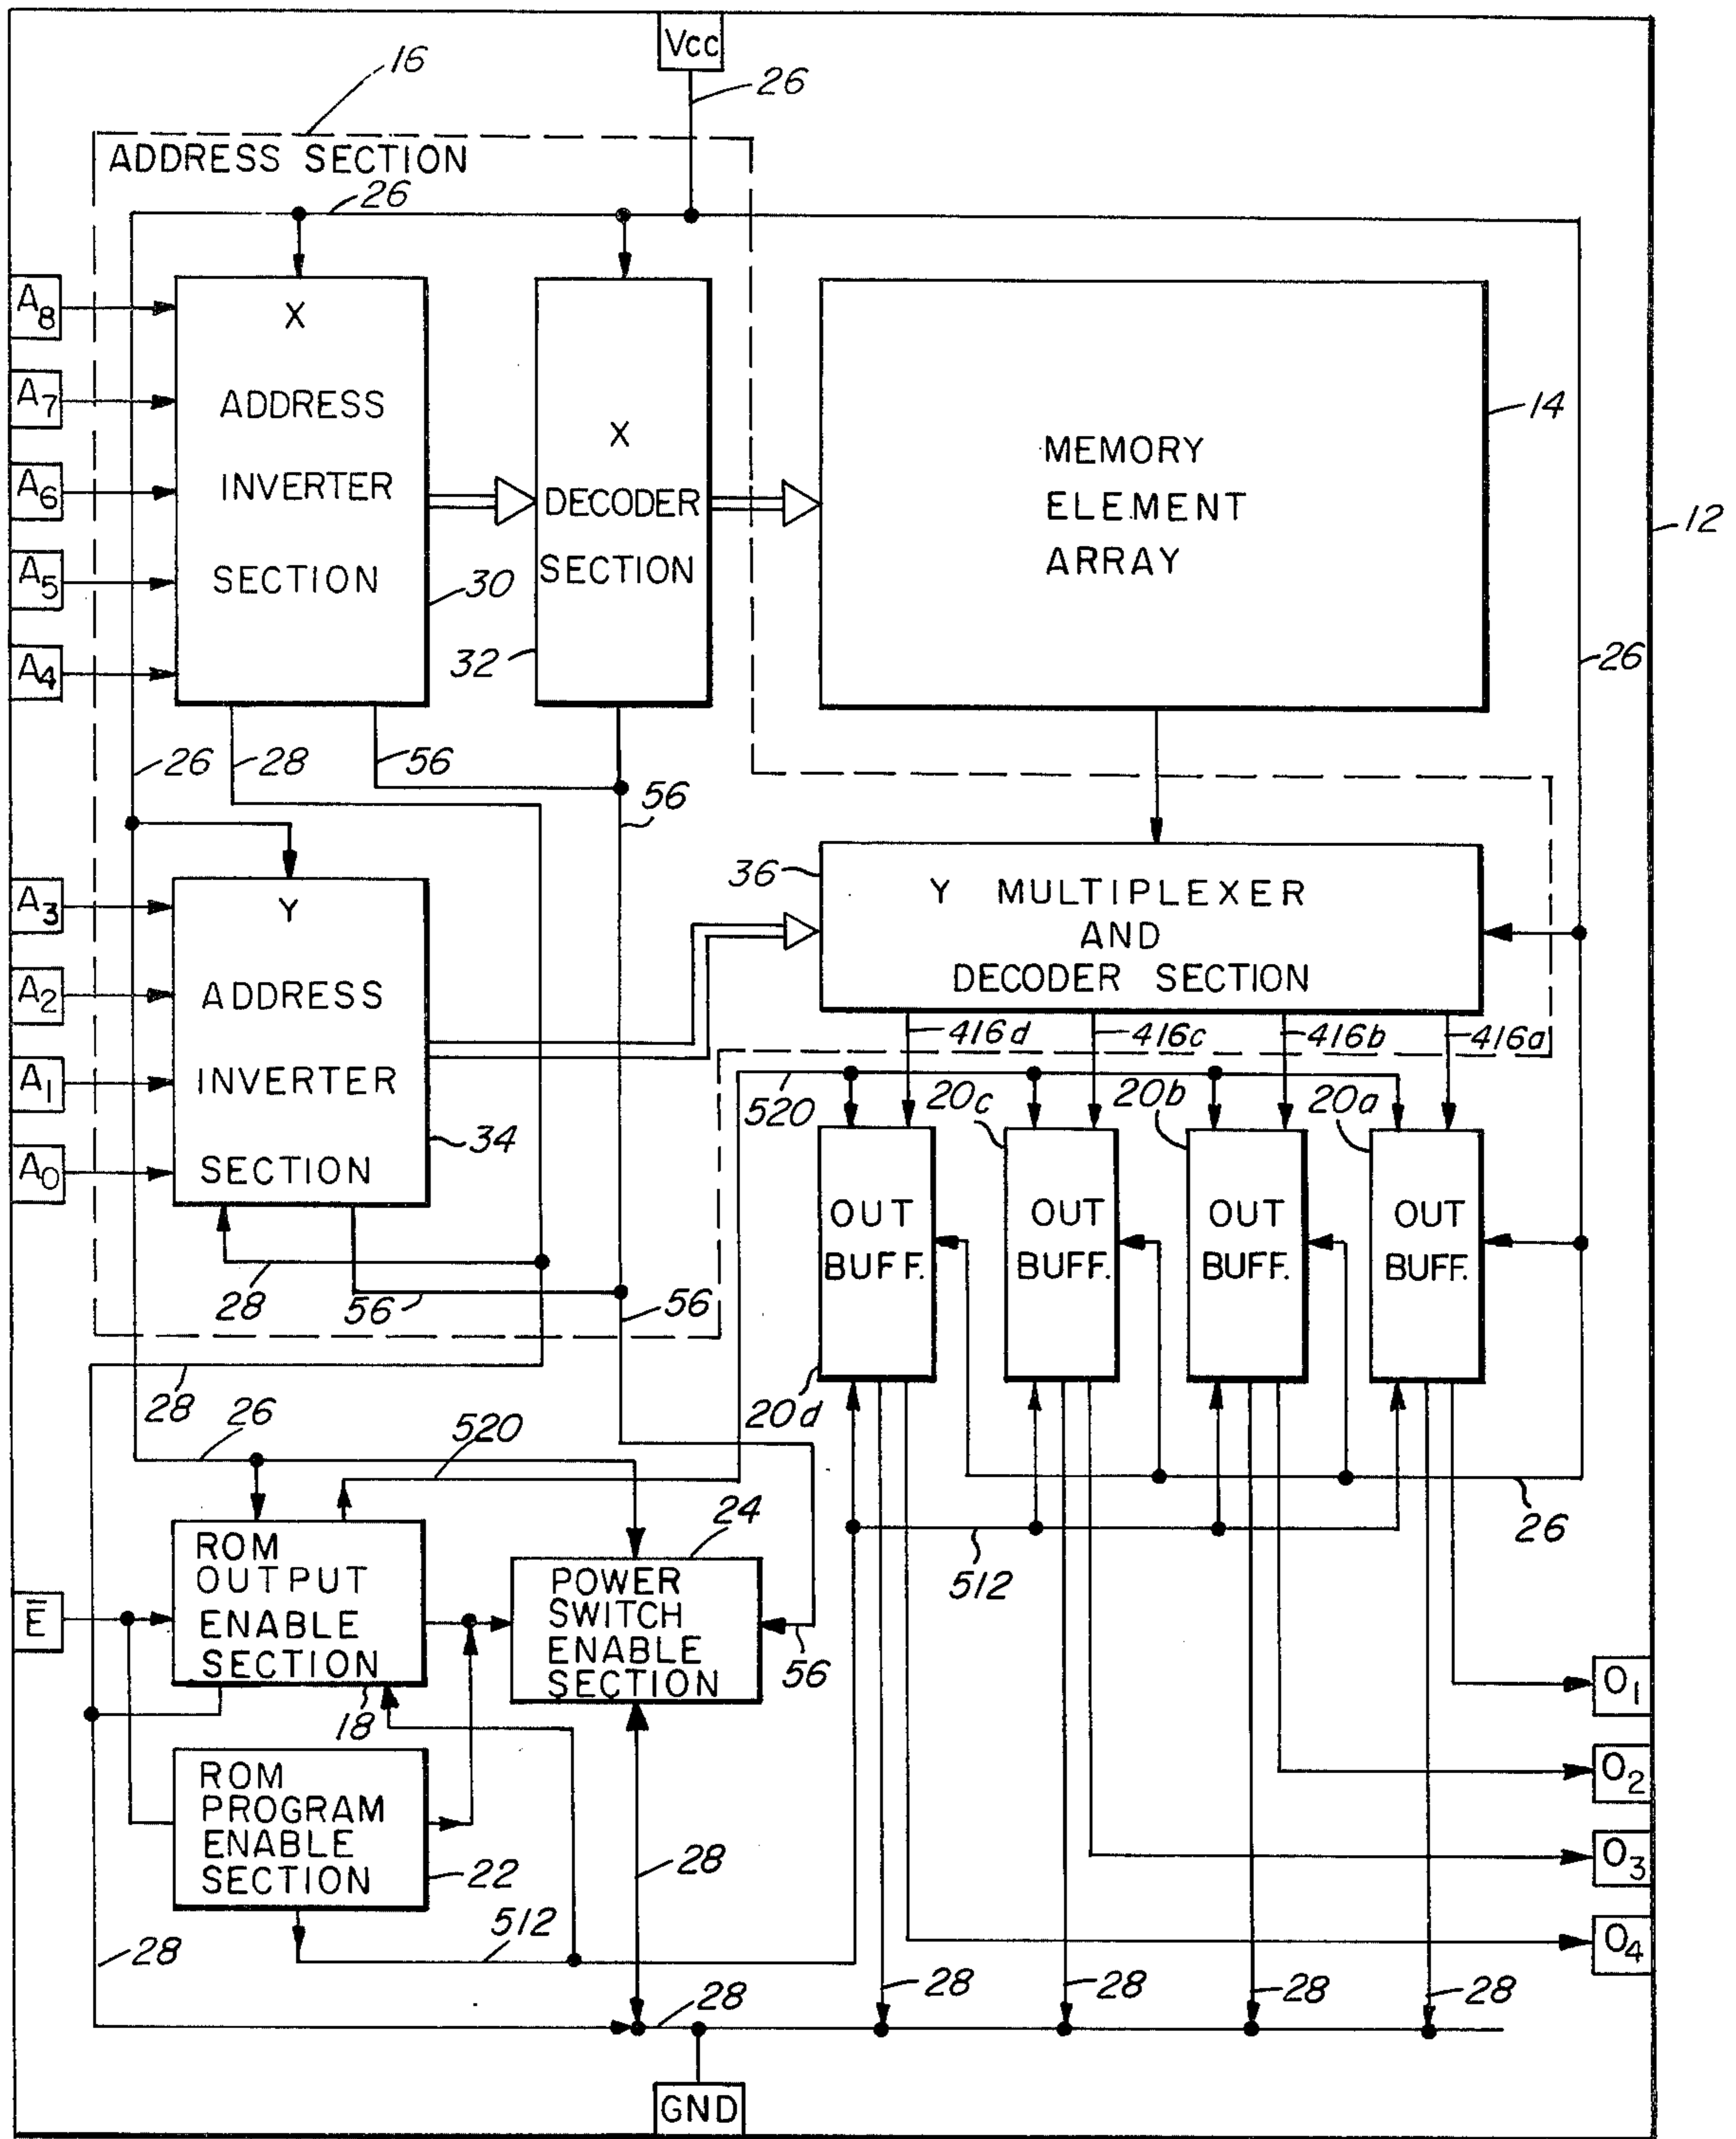 Vcc
16
26
ADDRESS SECTION
26
A8
A7
A6
A5
A4
X
ADDRESS
INVERTER
SECTION
30
X
DECODER
SECTION
32
MEMORY
ELEMENT
ARRAY
14
12
26
26
28
56
56
A3
A2
A1
A0
Y
ADDRESS
INVERTER
SECTION
34
36
Y MULTIPLEXER
AND
DECODER SECTION
416d
416c
416b
416a
520
20c
20b
20a
OUT
BUFF.
OUT
BUFF.
OUT
BUFF.
OUT
BUFF.
28
56
56
28
20d
26
520
24
26
512
E̅
ROM
OUTPUT
ENABLE
SECTION
18
POWER
SWITCH
ENABLE
SECTION
56
ROM
PROGRAM
ENABLE
SECTION
22
28
512
28
O1
O2
O3
O4
28
28
28
28
28
GND